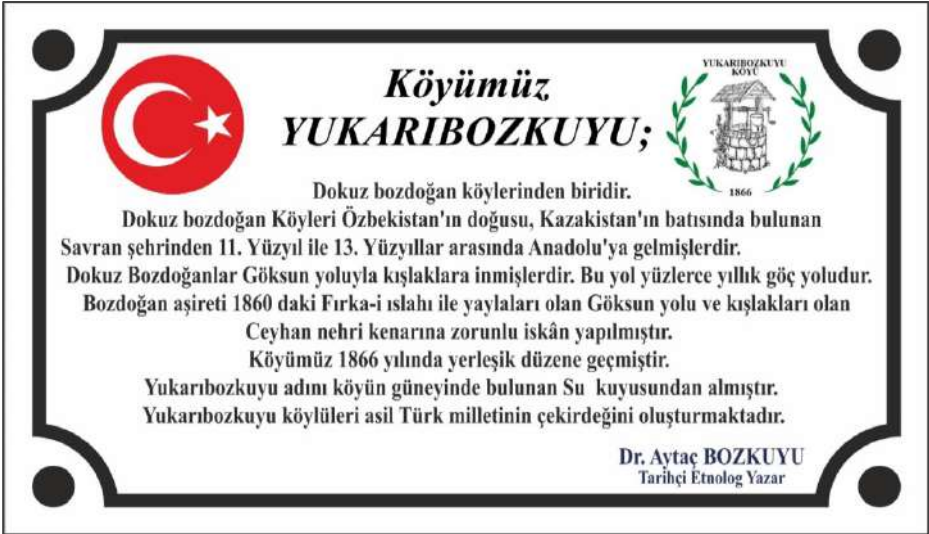 Köyümüz
YUKARIBOZKUYU;
YUKARIBOZKUYU
KÖYÜ
1866
Dokuz bozdoğan köylerinden biridir.
Dokuz bozdoğan Köyleri Özbekistan'ın doğusu, Kazakistan'ın batısında bulunan
Savran şehrinden 11. Yüzyıl ile 13. Yüzyıllar arasında Anadolu'ya gelmişlerdir.
Dokuz Bozdoğanlar Göksun yoluyla kışlaklara inmişlerdir. Bu yol yüzlerce yıllık göç yoludur.
Bozdoğan aşireti 1860 daki Fırka-i ıslahı ile yaylaları olan Göksun yolu ve kışlakları olan
Ceyhan nehri kenarına zorunlu iskân yapılmıştır.
Köyümüz 1866 yılında yerleşik düzene geçmiştir.
Yukarıbozkuyu adını köyün güneyinde bulunan Su kuyusundan almıştır.
Yukarıbozkuyu köylüleri asil Türk milletinin çekirdeğini oluşturmaktadır.
Dr. Aytaç BOZKUYU
Tarihçi Etnolog Yazar